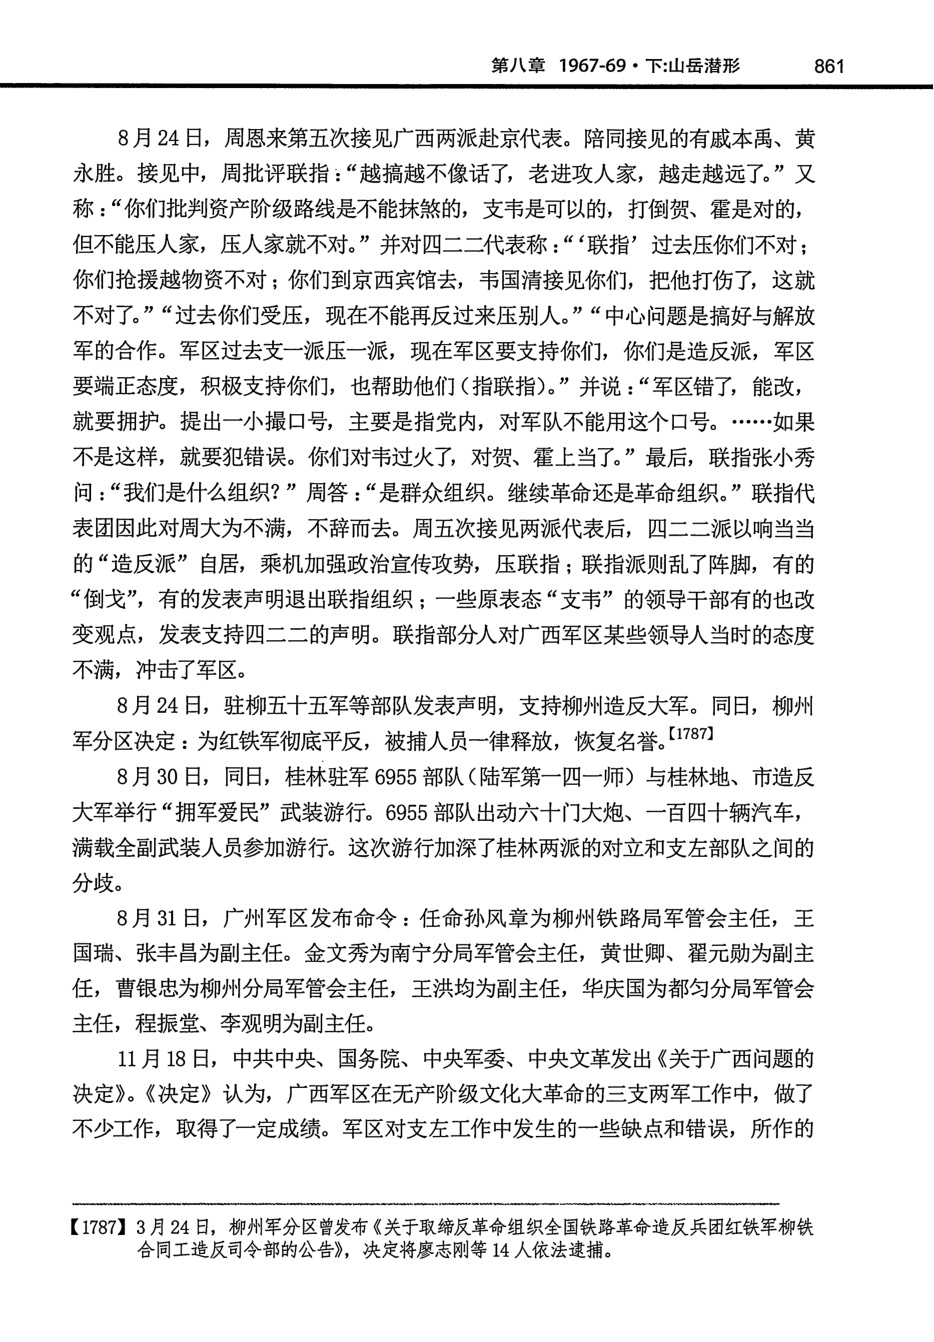 第八章 1967-69·下:山岳潜形 861
8月24日，周恩来第五次接见广西两派赴京代表。陪同接见的有戚本禹、黄
永胜。接见中，周批评联指：“越搞越不像话了，老进攻人家，越走越远了。”又
称：“你们批判资产阶级路线是不能抹煞的，支韦是可以的，打倒贺、霍是对的，
但不能压人家，压人家就不对。”并对四二二代表称：“‘联指’过去压你们不对；
你们抢援越物资不对；你们到京西宾馆去，韦国清接见你们，把他打伤了，这就
不对了。”“过去你们受压，现在不能再反过来压别人。”“中心问题是搞好与解放
军的合作。军区过去支一派压一派，现在军区要支持你们，你们是造反派，军区
要端正态度，积极支持你们，也帮助他们（指联指）。”并说：“军区错了，能改，
就要拥护。提出一小撮口号，主要是指党内，对军队不能用这个口号。……如果
不是这样，就要犯错误。你们对韦过火了，对贺、霍上当了。”最后，联指张小秀
问：“我们是什么组织？”周答：“是群众组织。继续革命还是革命组织。”联指代
表团因此对周大为不满，不辞而去。周五次接见两派代表后，四二二派以响当当
的“造反派”自居，乘机加强政治宣传攻势，压联指；联指派则乱了阵脚，有的
“倒戈”，有的发表声明退出联指组织；一些原表态“支韦”的领导干部有的也改
变观点，发表支持四二二的声明。联指部分人对广西军区某些领导人当时的态度
不满，冲击了军区。
8月24日，驻柳五十五军等部队发表声明，支持柳州造反大军。同日，柳州
军分区决定：为红铁军彻底平反，被捕人员一律释放，恢复名誉。【1787】
8月30日，同日，桂林驻军6955部队（陆军第一四一师）与桂林地、市造反
大军举行“拥军爱民”武装游行。6955部队出动六十门大炮、一百四十辆汽车，
满载全副武装人员参加游行。这次游行加深了桂林两派的对立和支左部队之间的
分歧。
8月31日，广州军区发布命令：任命孙风章为柳州铁路局军管会主任，王
国瑞、张丰昌为副主任。金文秀为南宁分局军管会主任，黄世卿、翟元勋为副主
任，曹银忠为柳州分局军管会主任，王洪均为副主任，华庆国为都匀分局军管会
主任，程振堂、李观明为副主任。
11月18日，中共中央、国务院、中央军委、中央文革发出《关于广西问题的
决定》。《决定》认为，广西军区在无产阶级文化大革命的三支两军工作中，做了
不少工作，取得了一定成绩。军区对支左工作中发生的一些缺点和错误，所作的
【1787】3月24日，柳州军分区曾发布《关于取缔反革命组织全国铁路革命造反兵团红铁军柳铁
合同工造反司令部的公告》，决定将廖志刚等14人依法逮捕。